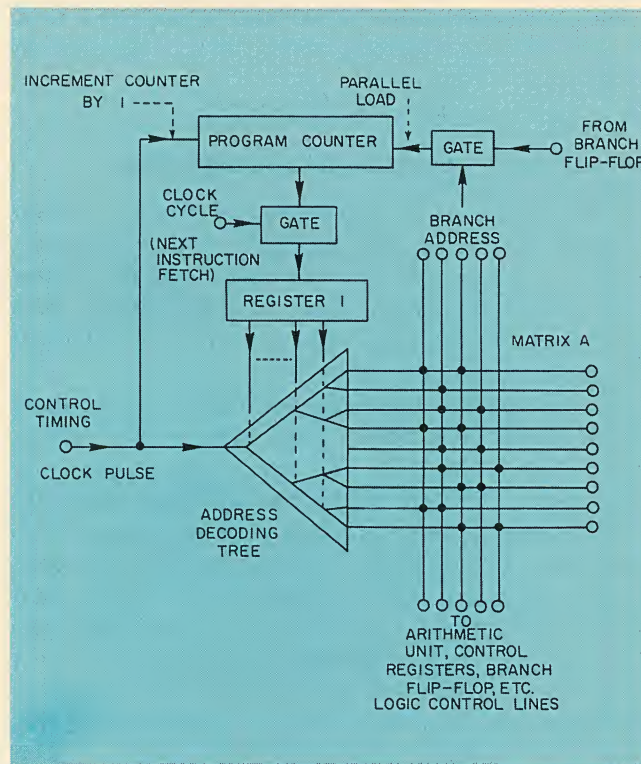 INCREMENT COUNTER
BY 1
PARALLEL
LOAD
PROGRAM COUNTER
GATE
FROM
BRANCH
FLIP-FLOP
CLOCK
CYCLE
GATE
(NEXT
INSTRUCTION
FETCH)
BRANCH
ADDRESS
REGISTER 1
MATRIX A
CONTROL
TIMING
CLOCK PULSE
ADDRESS
DECODING
TREE
TO
ARITHMETIC
UNIT, CONTROL
REGISTERS, BRANCH
FLIP-FLOP, ETC.
LOGIC CONTROL LINES